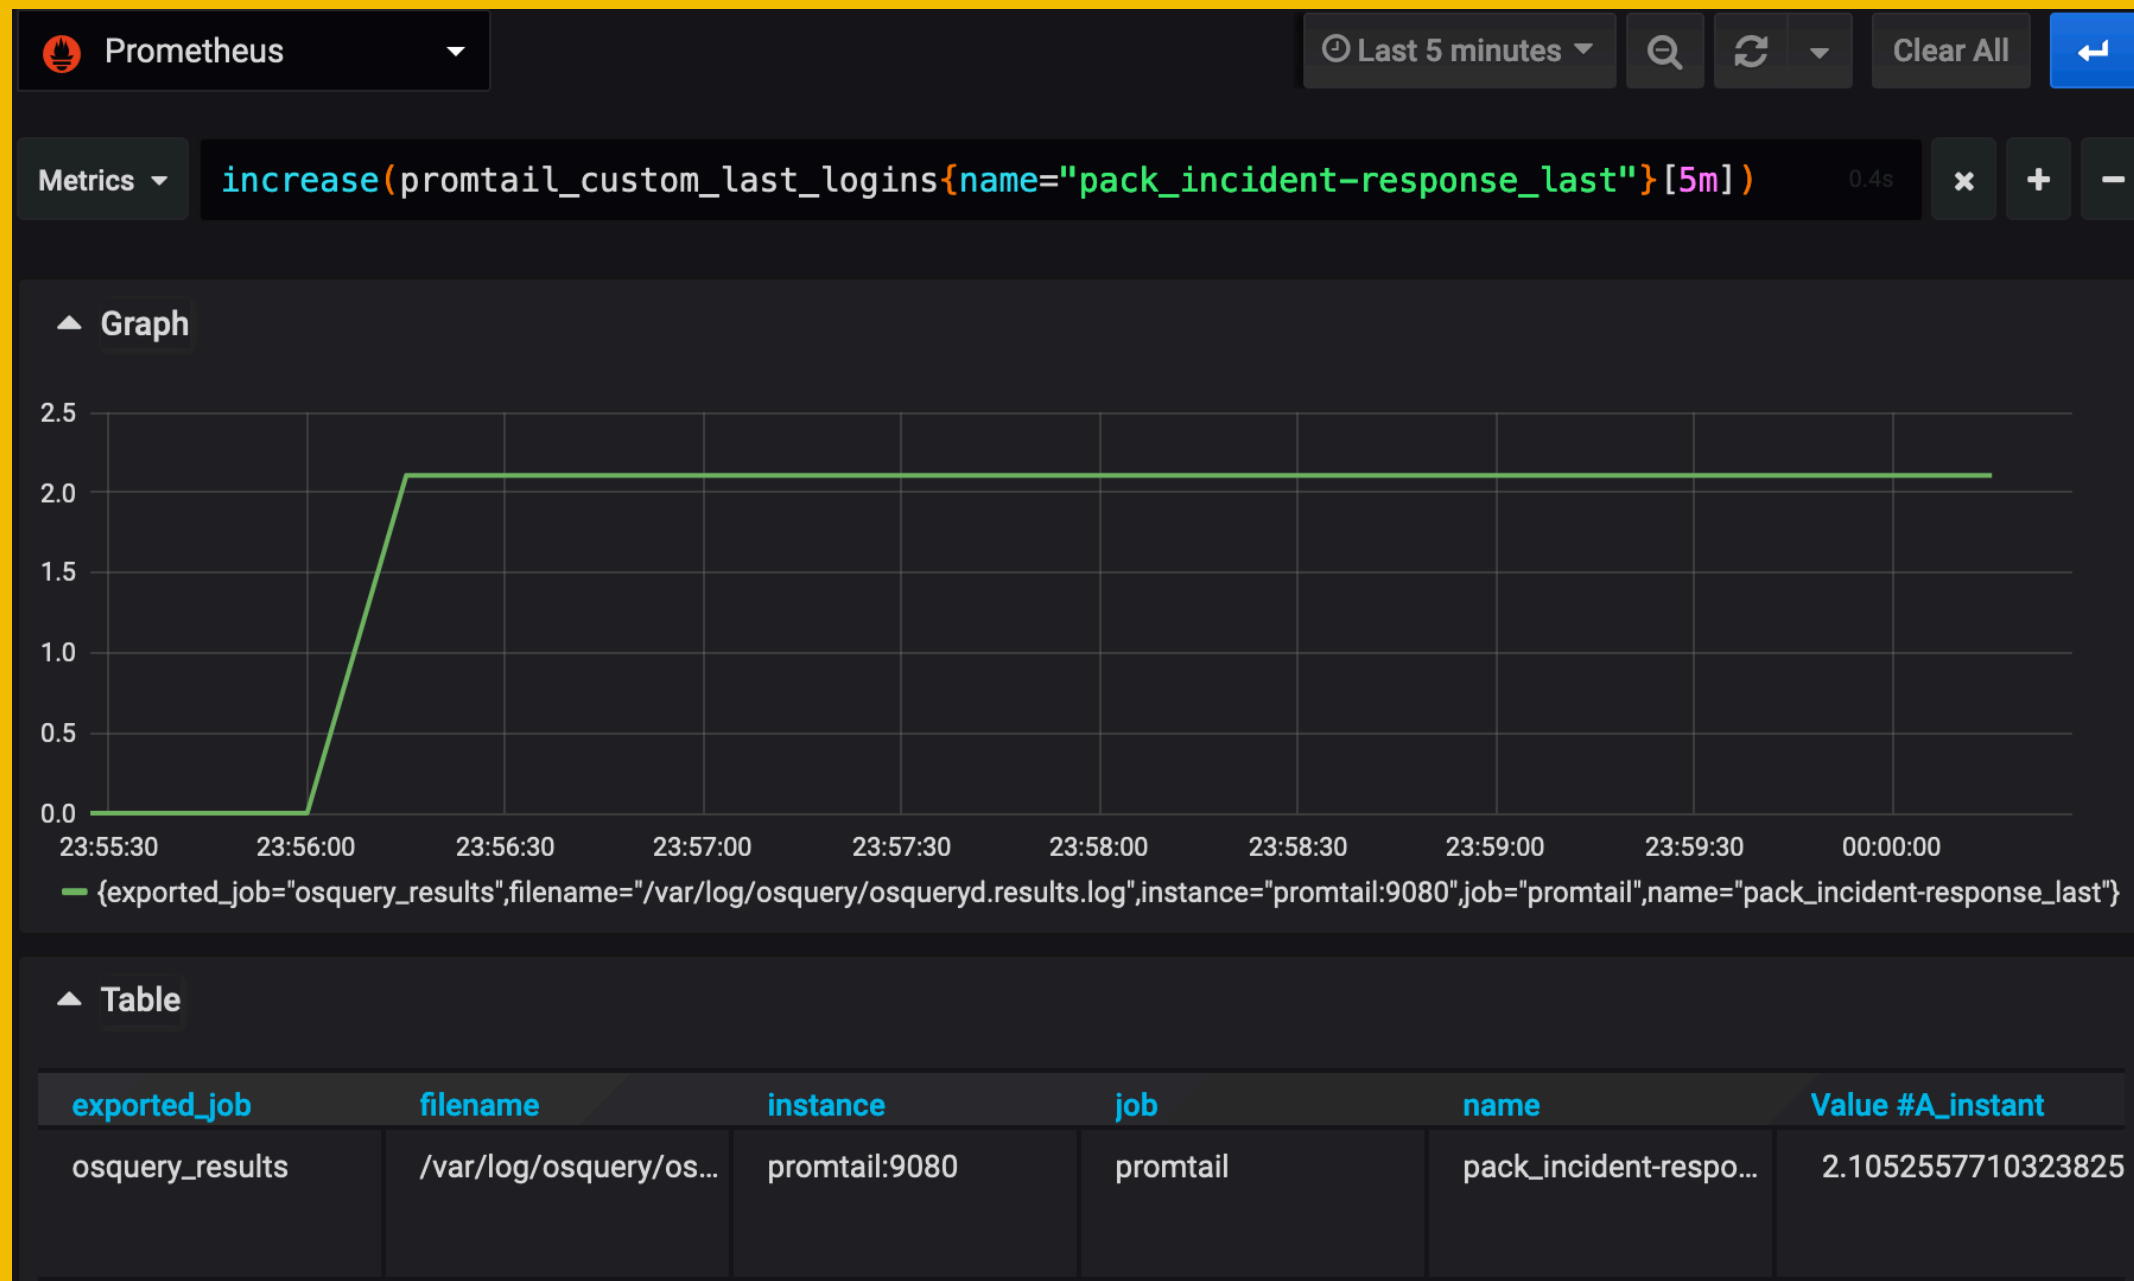 Prometheus
Last 5 minutes
Clear All
Metrics
increase(promtail_custom_last_logins{name="pack_incident-response_last"}[5m])
0.4s
Graph
2.5
2.0
1.5
1.0
0.5
0.0
23:55:30 23:56:00 23:56:30 23:57:00 23:57:30 23:58:00 23:58:30 23:59:00 23:59:30 00:00:00
{exported_job="osquery_results",filename="/var/log/osquery/osqueryd.results.log",instance="promtail:9080",job="promtail",name="pack_incident-response_last"}
Table
exported_job filename instance job name Value #A_instant
osquery_results /var/log/osquery/os... promtail:9080 promtail pack_incident-respo... 2.1052557710323825